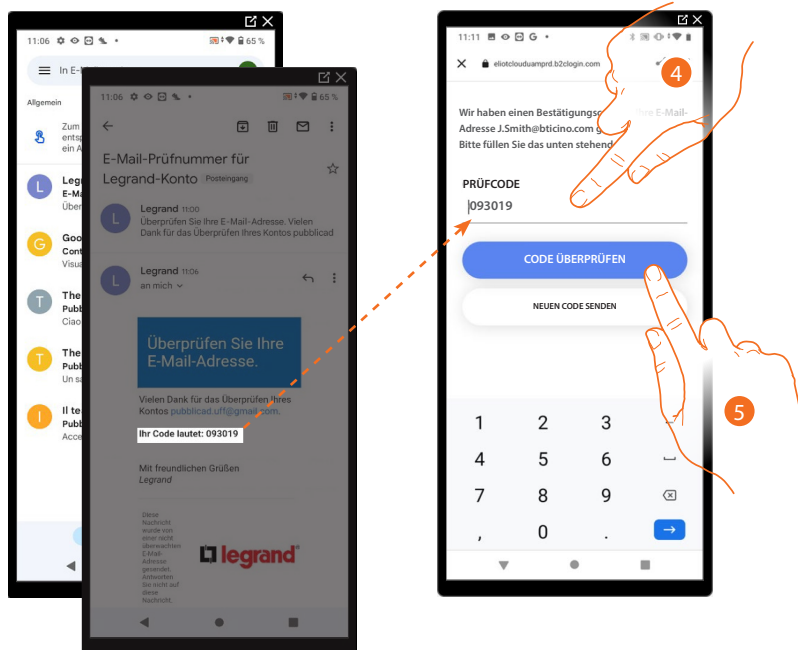 11:06
65 %
In E-
Allgemein
Zum
entsp
ein A
L
Legr
E-Ma
Über
G
Goo
Cont
Visua
T
The
Pubb
Ciao
T
The
Pubb
Un sa
I
Il te
Pubb
Acce
11:06
65 %
E-Mail-Prüfnummer für
Legrand-Konto Posteingang
L
Legrand 11:00
Überprüfen Sie Ihre E-Mail-Adresse. Vielen
Dank für das Überprüfen Ihres Kontos pubblicad
L
Legrand 11:06
an mich
Überprüfen Sie Ihre
E-Mail-Adresse.
Vielen Dank für das Überprüfen Ihres
Kontos pubblicad.uff@gmail.com.
Ihr Code lautet: 093019
Mit freundlichen Grüßen
Legrand
Diese
Nachricht
wurde von
einer nicht
überwachten
E-Mail-
Adresse
gesendet.
Antworten
Sie nicht auf
diese
Nachricht.
legrand®
11:11 G
eliotclouduamprd.b2clogin.com
4
Wir haben einen Bestätigungsc Ihre E-Mail-
Adresse J.Smith@bticino.com g
Bitte füllen Sie das unten stehend
PRÜFCODE
093019
CODE ÜBERPRÜFEN
NEUEN CODE SENDEN
5
1 2 3 -
4 5 6
7 8 9
, 0 .